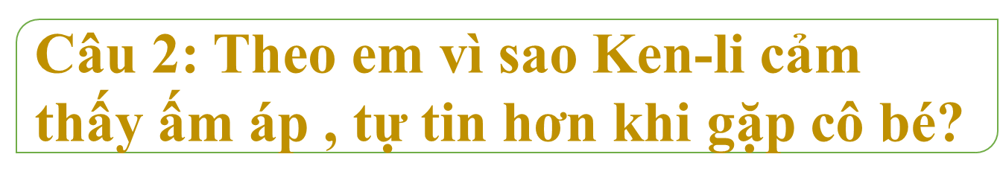 Câu 2: Theo em vì sao Ken-li cảm
thấy ấm áp , tự tin hơn khi gặp cô bé?